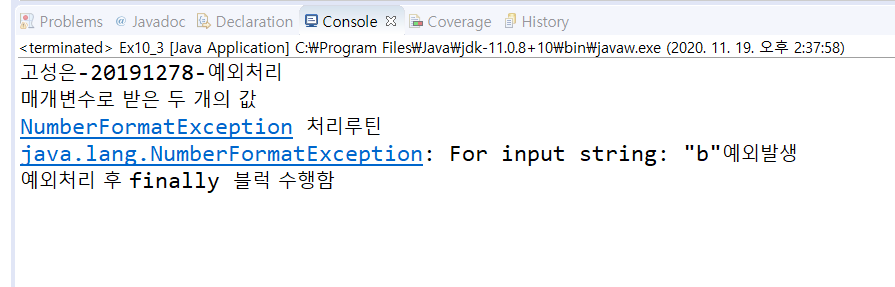 Problems @ Javadoc Declaration Console Coverage History
<terminated> Ex10_3 [Java Application] C:₩Program Files₩Java₩jdk-11.0.8+10₩bin₩javaw.exe (2020. 11. 19. 오후 2:37:58)
고성은-20191278-예외처리
매개변수로 받은 두 개의 값
NumberFormatException 처리루틴
java.lang.NumberFormatException: For input string: "b"예외발생
예외처리 후 finally 블럭 수행함